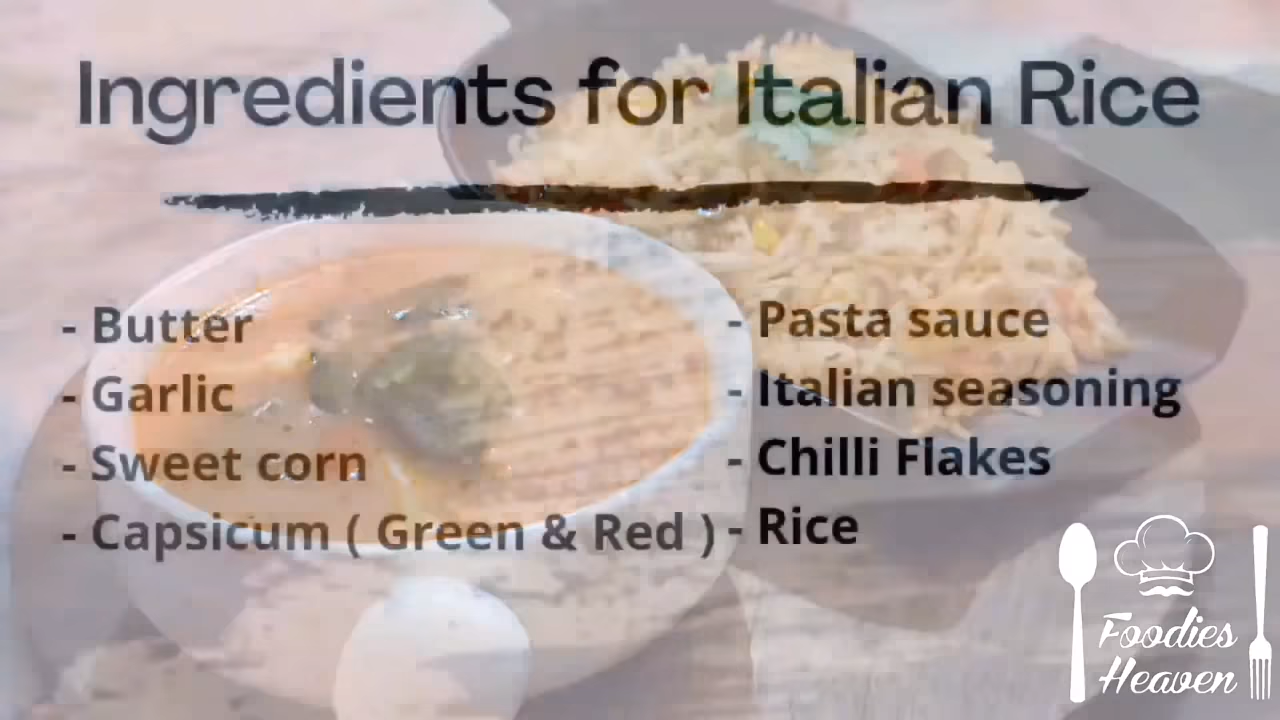 Ingredients for Italian Rice
- Butter
- Garlic
- Sweet corn
- Capsicum ( Green & Red )
- Pasta sauce
- Italian seasoning
- Chilli Flakes
- Rice
Foodies
Heaven